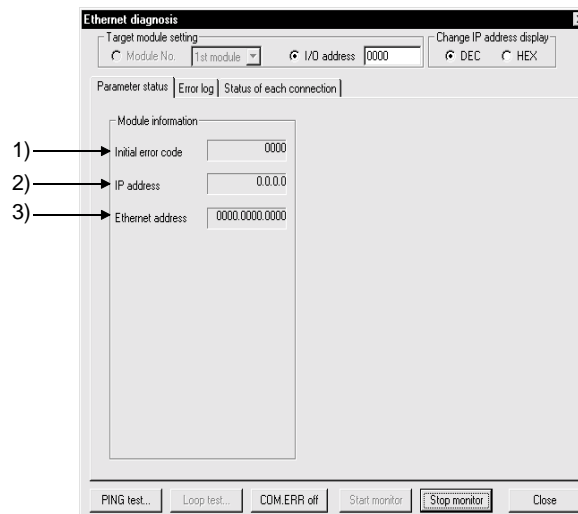 Ethernet diagnosis
Target module setting
Module No. 1st module I/O address 0000
Change IP address display
DEC HEX
Parameter status Error log Status of each connection
Module information
1) Initial error code 0000
2) IP address 0.0.0.0
3) Ethernet address 0000.0000.0000
PING test... Loop test... COM.ERR off Start monitor Stop monitor Close